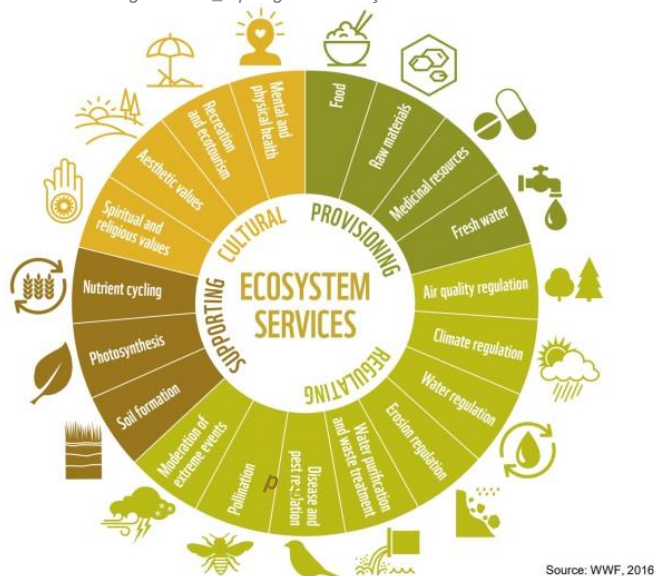 Mental and
physical health
Recreation
and ecotourism
Aesthetic values
Spiritual and
religious values
CULTURAL
Food
Raw materials
Medicinal resources
Fresh water
PROVISIONING
ECOSYSTEM
SERVICES
Nutrient cycling
Photosynthesis
Soil formation
SUPPORTING
Air quality regulation
Climate regulation
Water regulation
Erosion regulation
Water purification
and waste treatment
Disease and
pest
p
Pollination
Moderation of
extreme events
REGULATING
Source: WWF, 2016